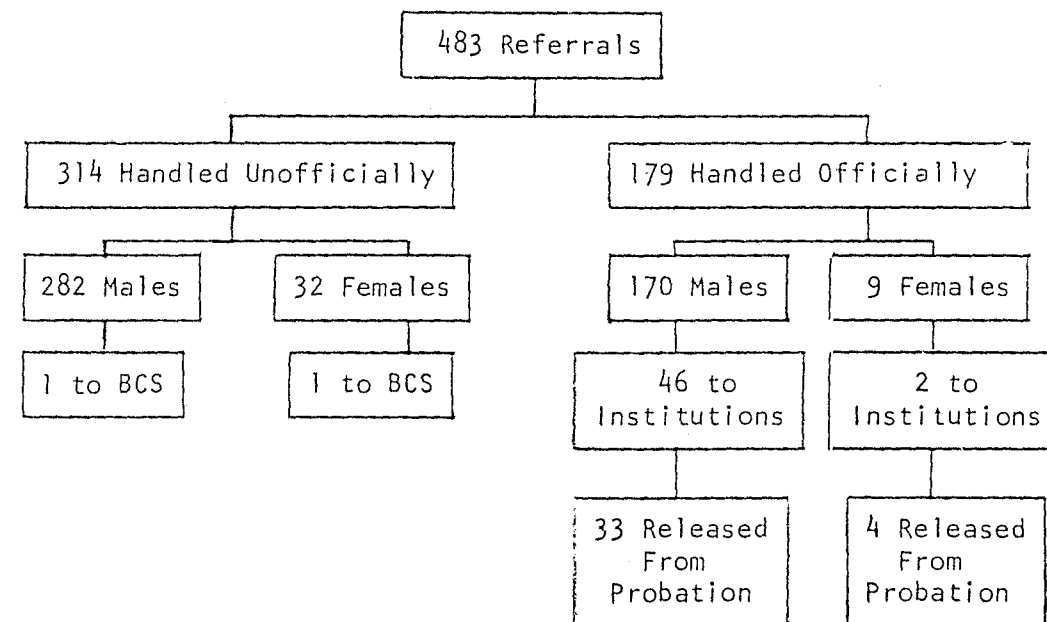 483 Referrals
314 Handled Unofficially
179 Handled Officially
282 Males
32 Females
170 Males
9 Females
1 to BCS
1 to BCS
46 to
Institutions
2 to
Institutions
33 Released
From
Probation
4 Released
From
Probation